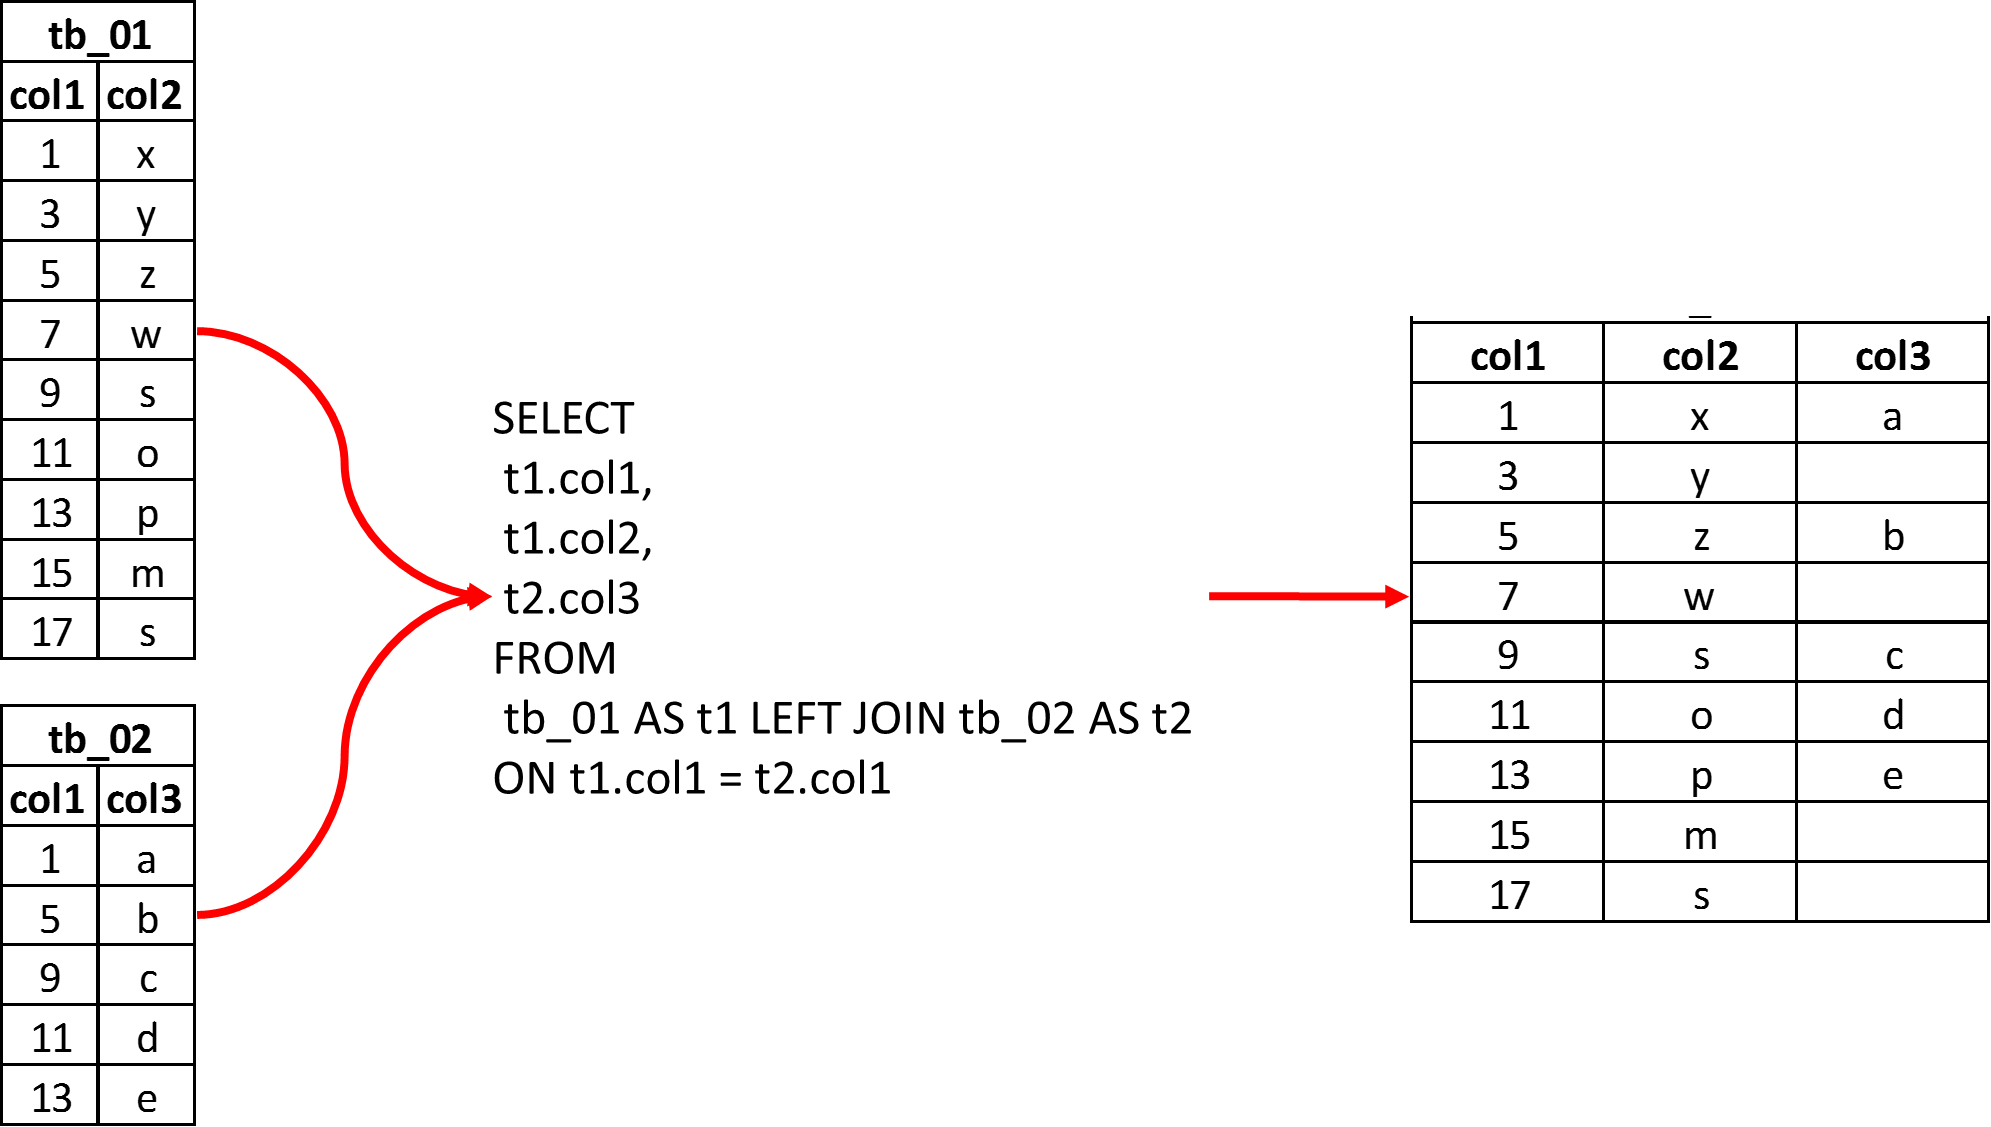 tb_01
col1 col2
1 x
3 y
5 z
7 w
9 s
11 o
13 p
15 m
17 s
tb_02
col1 col3
1 a
5 b
9 c
11 d
13 e
SELECT
t1.col1,
t1.col2,
t2.col3
FROM
tb_01 AS t1 LEFT JOIN tb_02 AS t2
ON t1.col1 = t2.col1
col1 col2 col3
1 x a
3 y
5 z b
7 w
9 s c
11 o d
13 p e
15 m
17 s